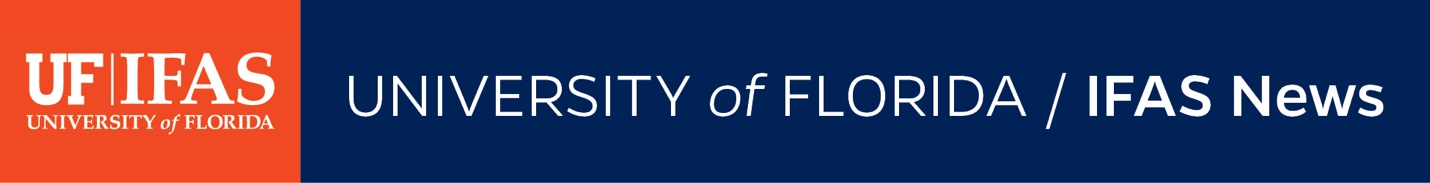 UF|IFAS
UNIVERSITY of FLORIDA
UNIVERSITY of FLORIDA / IFAS News